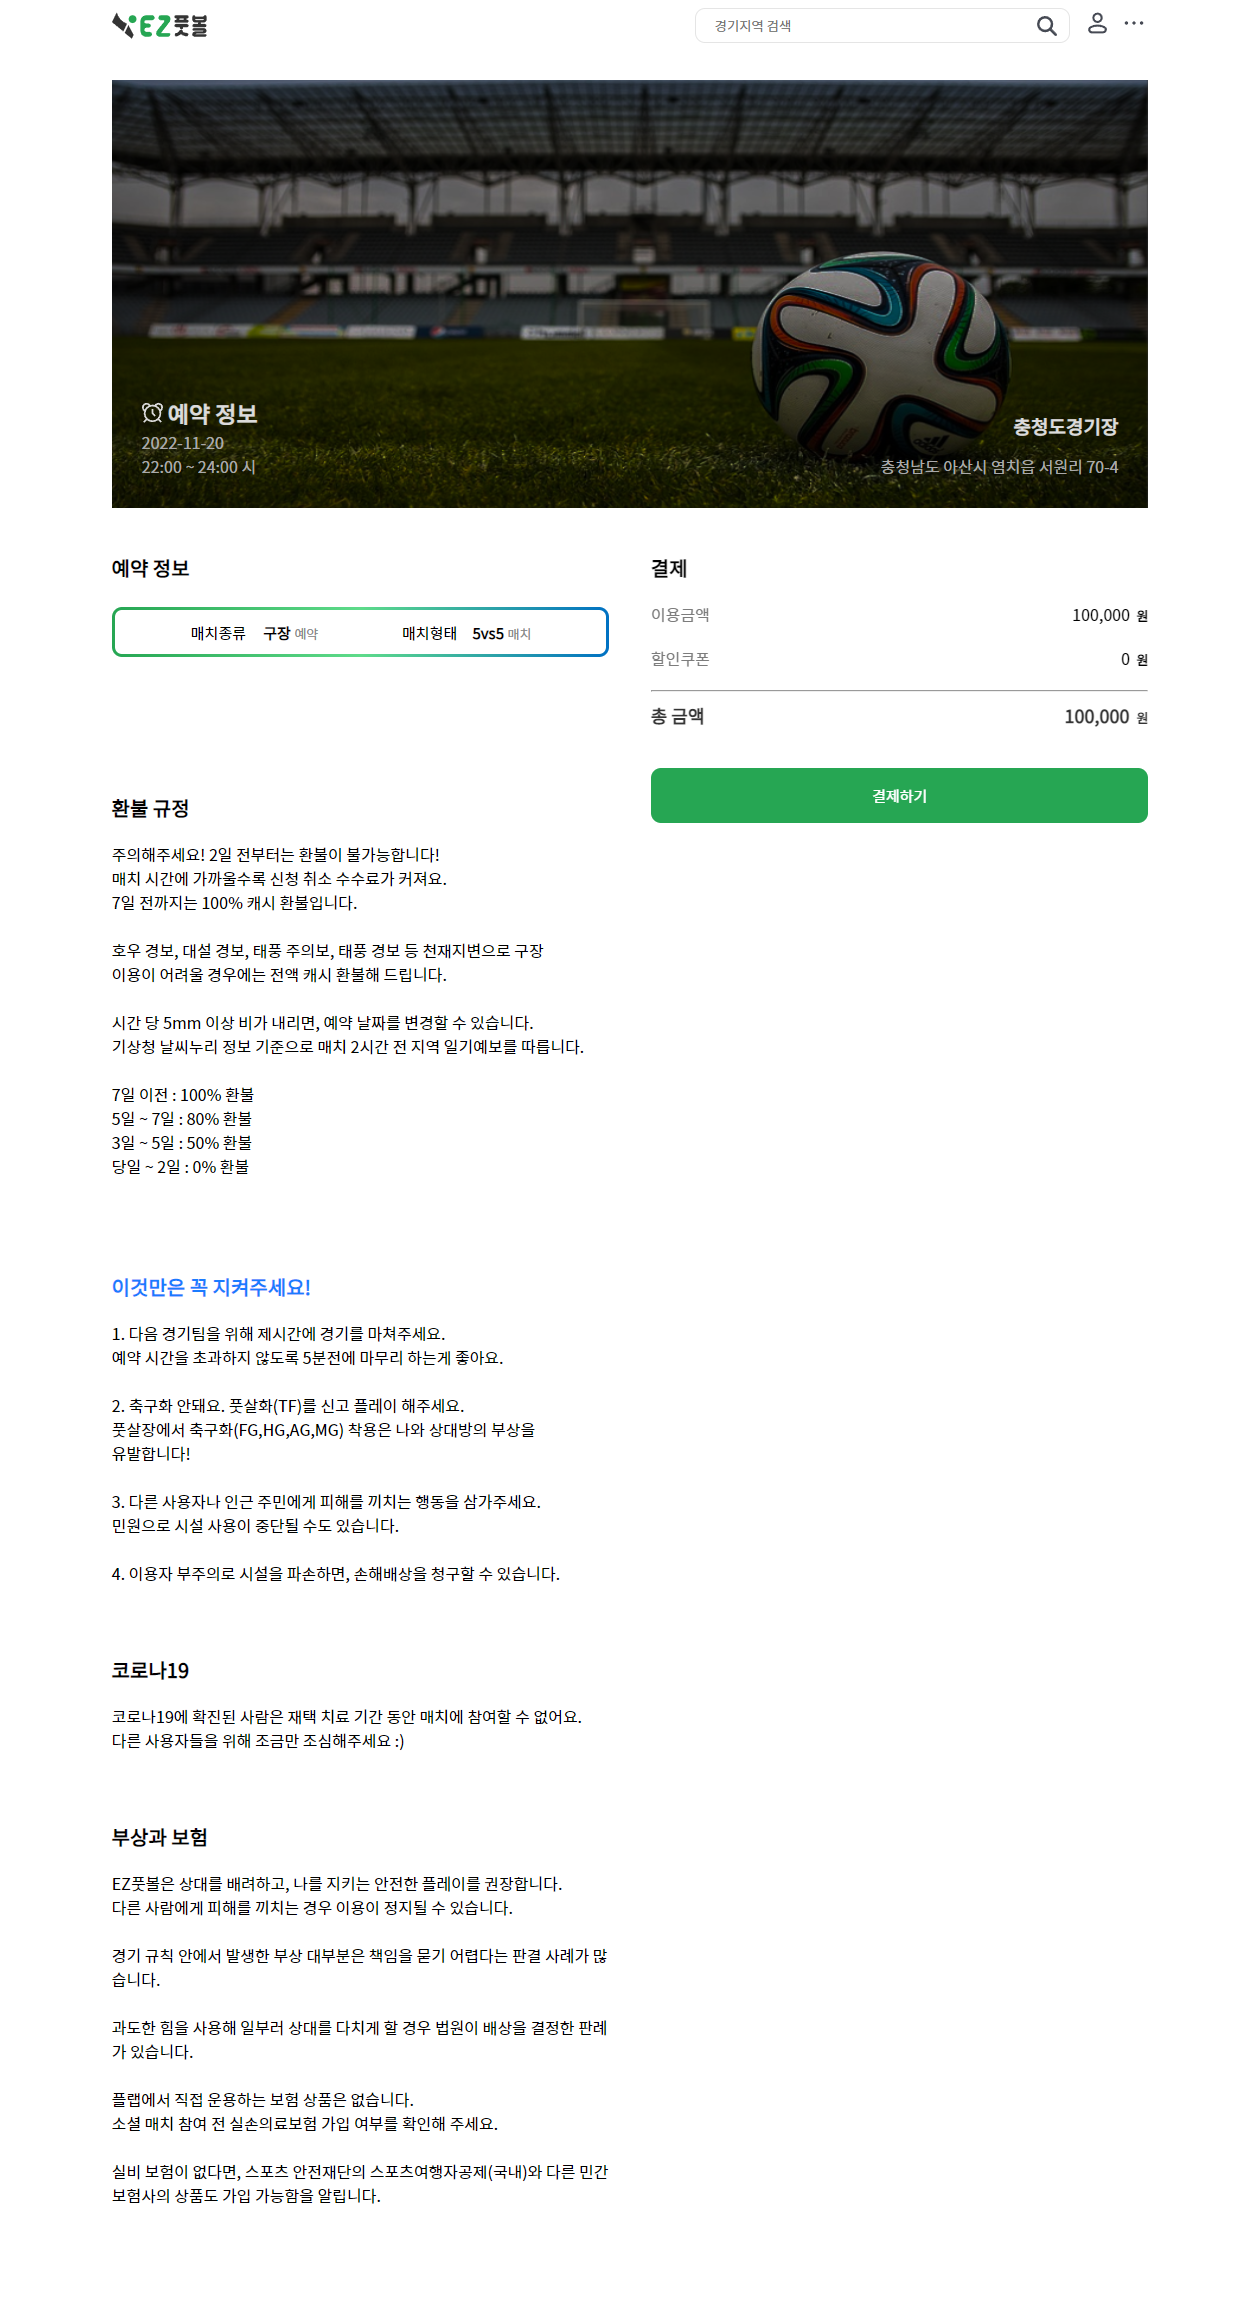 EZ풋볼
경기지역 검색
예약 정보
2022-11-20
22:00 ~ 24:00 시
충청도경기장
충청남도 아산시 염치읍 서원리 70-4
예약 정보
매치종류 구장 예약 매치형태 5vs5 매치
결제
이용금액 100,000 원
할인쿠폰 0 원
총 금액 100,000 원
결제하기
환불 규정
주의해주세요! 2일 전부터는 환불이 불가능합니다!
매치 시간에 가까울수록 신청 취소 수수료가 커져요.
7일 전까지는 100% 캐시 환불입니다.
호우 경보, 대설 경보, 태풍 주의보, 태풍 경보 등 천재지변으로 구장
이용이 어려울 경우에는 전액 캐시 환불해 드립니다.
시간 당 5mm 이상 비가 내리면, 예약 날짜를 변경할 수 있습니다.
기상청 날씨누리 정보 기준으로 매치 2시간 전 지역 일기예보를 따릅니다.
7일 이전 : 100% 환불
5일 ~ 7일 : 80% 환불
3일 ~ 5일 : 50% 환불
당일 ~ 2일 : 0% 환불
이것만은 꼭 지켜주세요!
1. 다음 경기팀을 위해 제시간에 경기를 마쳐주세요.
예약 시간을 초과하지 않도록 5분전에 마무리 하는게 좋아요.
2. 축구화 안돼요. 풋살화(TF)를 신고 플레이 해주세요.
풋살장에서 축구화(FG,HG,AG,MG) 착용은 나와 상대방의 부상을
유발합니다!
3. 다른 사용자나 인근 주민에게 피해를 끼치는 행동을 삼가주세요.
민원으로 시설 사용이 중단될 수도 있습니다.
4. 이용자 부주의로 시설을 파손하면, 손해배상을 청구할 수 있습니다.
코로나19
코로나19에 확진된 사람은 재택 치료 기간 동안 매치에 참여할 수 없어요.
다른 사용자들을 위해 조금만 조심해주세요 :)
부상과 보험
EZ풋볼은 상대를 배려하고, 나를 지키는 안전한 플레이를 권장합니다.
다른 사람에게 피해를 끼치는 경우 이용이 정지될 수 있습니다.
경기 규칙 안에서 발생한 부상 대부분은 책임을 묻기 어렵다는 판결 사례가 많
습니다.
과도한 힘을 사용해 일부러 상대를 다치게 할 경우 법원이 배상을 결정한 판례
가 있습니다.
플랩에서 직접 운용하는 보험 상품은 없습니다.
소셜 매치 참여 전 실손의료보험 가입 여부를 확인해 주세요.
실비 보험이 없다면, 스포츠 안전재단의 스포츠여행자공제(국내)와 다른 민간
보험사의 상품도 가입 가능함을 알립니다.